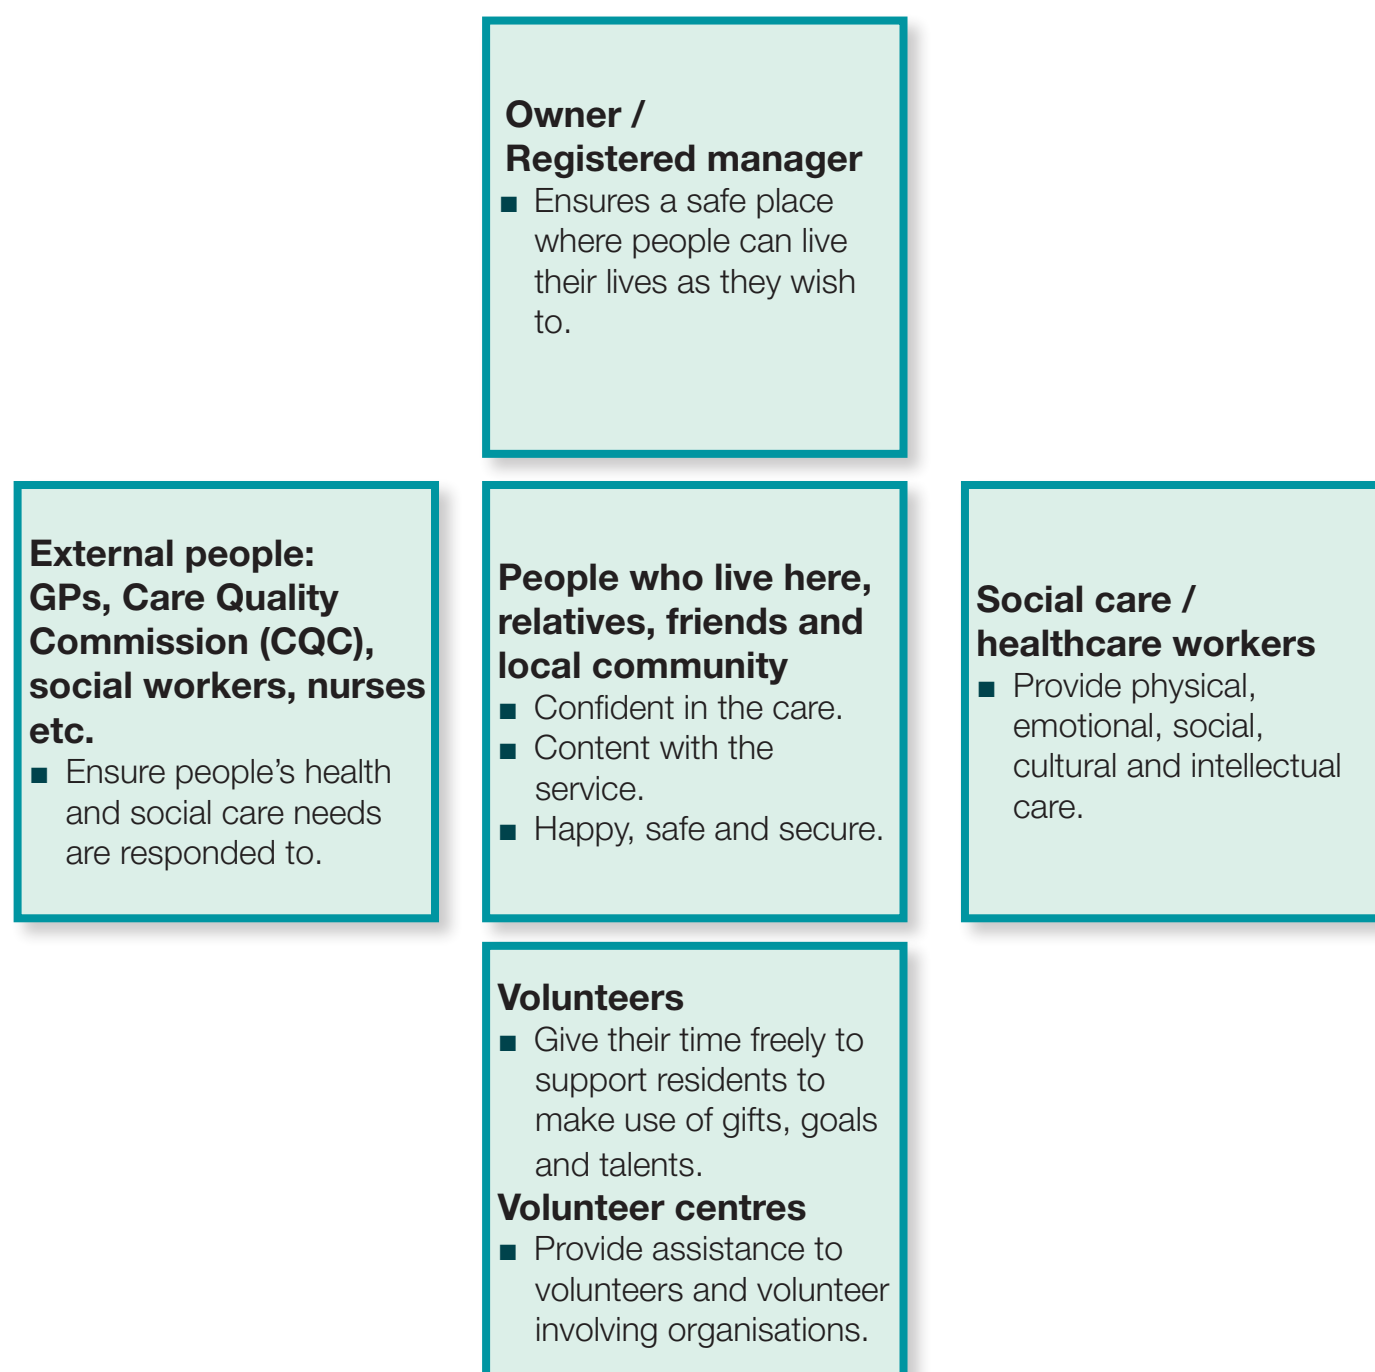 Owner /
Registered manager
■ Ensures a safe place
where people can live
their lives as they wish
to.
External people:
GPs, Care Quality
Commission (CQC),
social workers, nurses
etc.
■ Ensure people’s health
and social care needs
are responded to.
People who live here,
relatives, friends and
local community
■ Confident in the care.
■ Content with the
service.
■ Happy, safe and secure.
Social care /
healthcare workers
■ Provide physical,
emotional, social,
cultural and intellectual
care.
Volunteers
■ Give their time freely to
support residents to
make use of gifts, goals
and talents.
Volunteer centres
■ Provide assistance to
volunteers and volunteer
involving organisations.